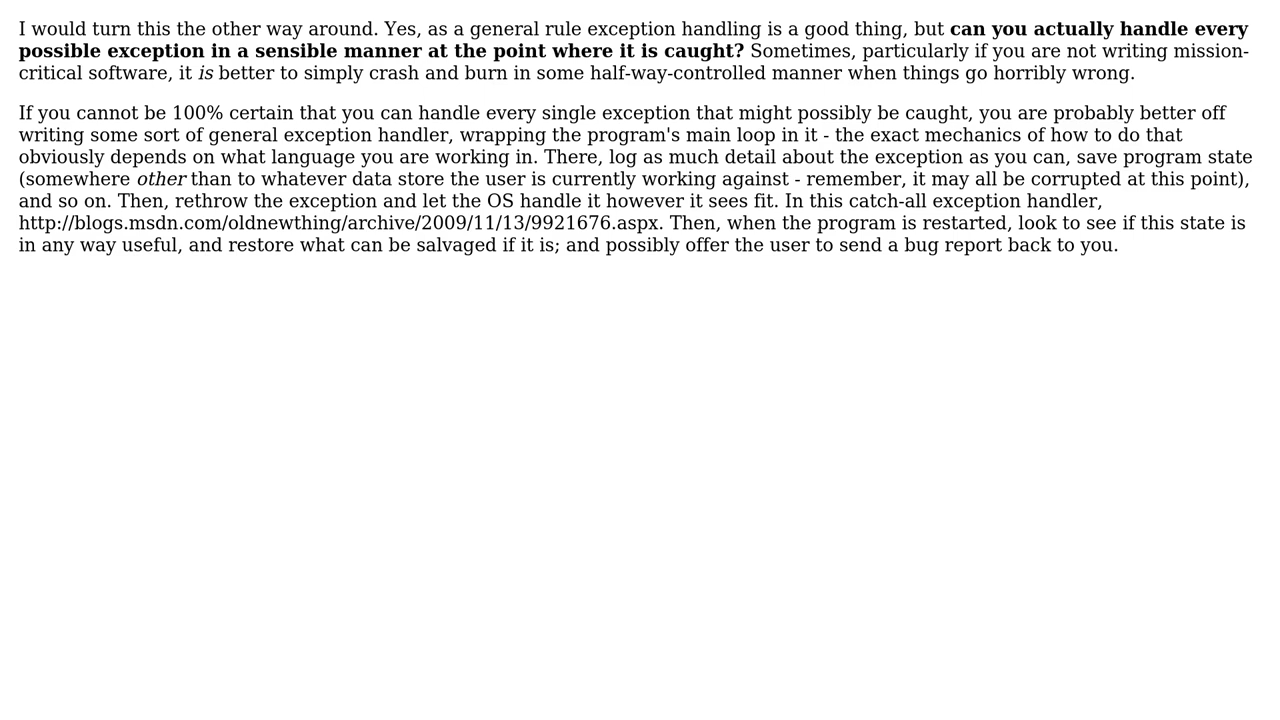 I would turn this the other way around. Yes, as a general rule exception handling is a good thing, but can you actually handle every
possible exception in a sensible manner at the point where it is caught? Sometimes, particularly if you are not writing mission-
critical software, it is better to simply crash and burn in some half-way-controlled manner when things go horribly wrong.
If you cannot be 100% certain that you can handle every single exception that might possibly be caught, you are probably better off
writing some sort of general exception handler, wrapping the program's main loop in it - the exact mechanics of how to do that
obviously depends on what language you are working in. There, log as much detail about the exception as you can, save program state
(somewhere other than to whatever data store the user is currently working against - remember, it may all be corrupted at this point),
and so on. Then, rethrow the exception and let the OS handle it however it sees fit. In this catch-all exception handler,
http://blogs.msdn.com/oldnewthing/archive/2009/11/13/9921676.aspx. Then, when the program is restarted, look to see if this state is
in any way useful, and restore what can be salvaged if it is; and possibly offer the user to send a bug report back to you.